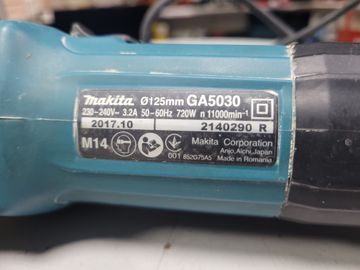 makita Ø125mm GA5030
230-240V~ 3.2A 50-60Hz 720W n 11000min⁻¹
2017.10 2140290 R
M14 Makita Corporation
Anjo, Aichi, Japan
001 852G75A5 Made in Romania